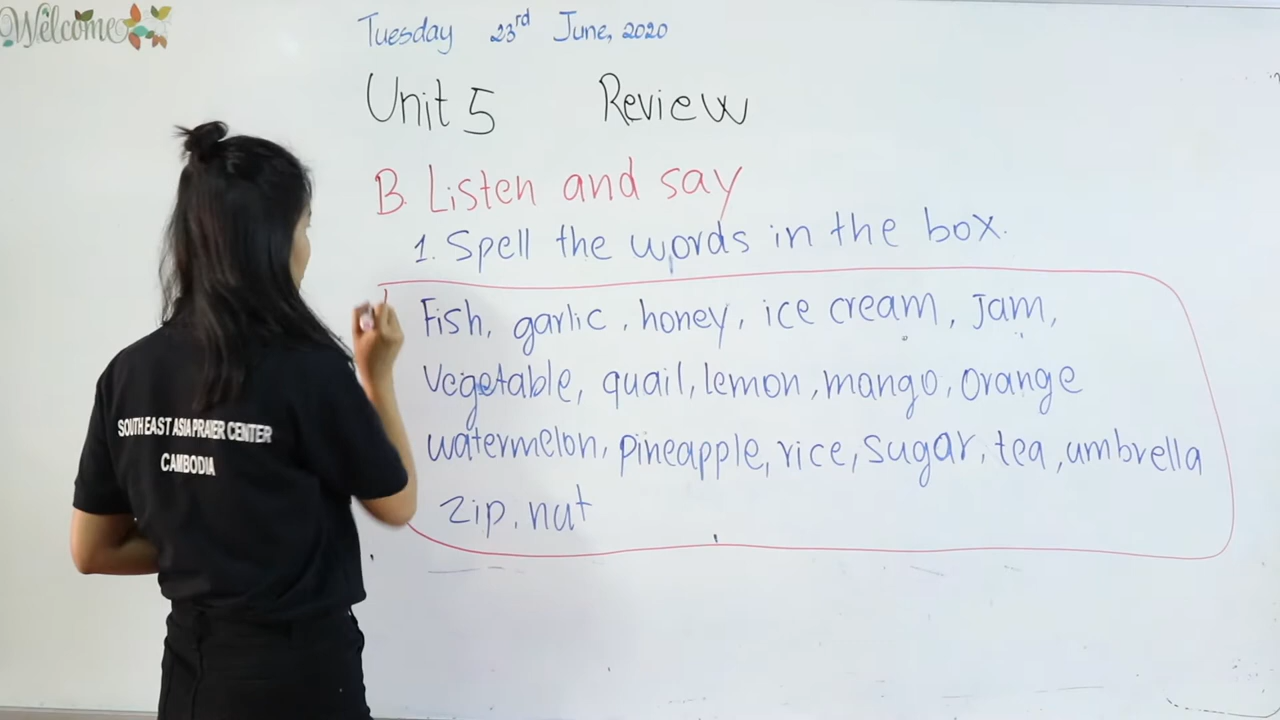 Welcome
Tuesday 23rd June, 2020
Unit 5 Review
B. Listen and say
1. Spell the words in the box.
Fish, garlic, honey, ice cream, Jam,
Vegetable, quail, lemon, mango, orange
watermelon, pineapple, rice, sugar, tea, umbrella
Zip, nut
SOUTH EAST ASIA PRAYER CENTER
CAMBODIA